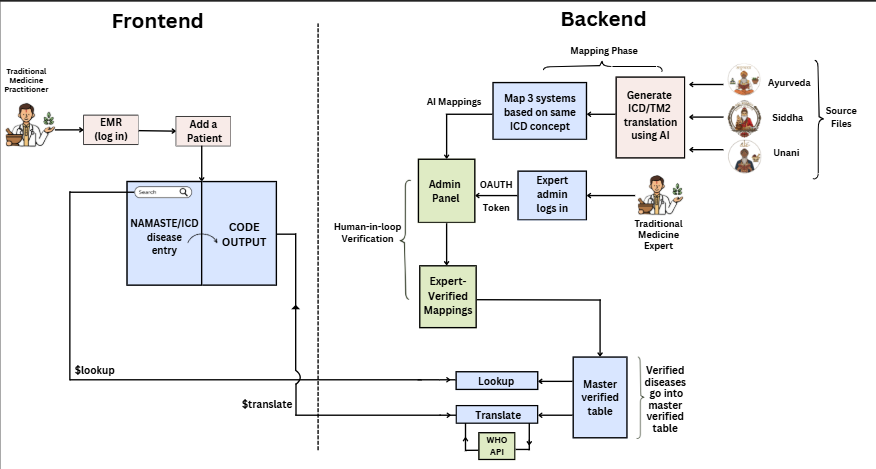 Frontend
Backend
Traditional
Medicine
Practitioner
EMR
(log in)
Add a
Patient
Search
NAMASTE/ICD
disease
entry
CODE
OUTPUT
$lookup
$translate
Mapping Phase
AI Mappings
Map 3 systems
based on same
ICD concept
Generate
ICD/TM2
translation
using AI
Ayurveda
Siddha
Unani
Source
Files
Admin
Panel
OAUTH
Token
Expert
admin
logs in
Traditional
Medicine
Expert
Human-in-loop
Verification
Expert-
Verified
Mappings
Lookup
Translate
WHO
API
Master
verified
table
Verified
diseases
go into
master
verified
table